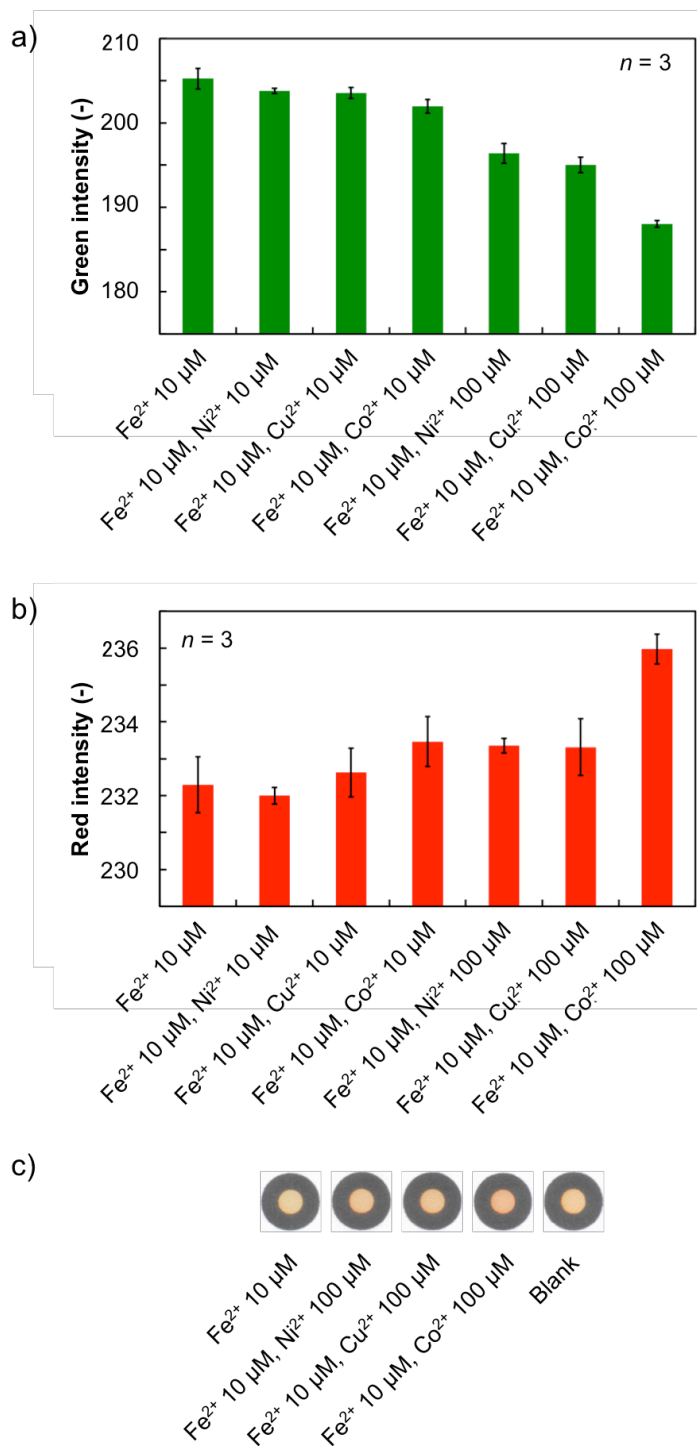 a)
210
200
190
180
Green intensity (-)
n = 3
Fe²⁺ 10 µM
Fe²⁺ 10 µM, Ni²⁺ 10 µM
Fe²⁺ 10 µM, Cu²⁺ 10 µM
Fe²⁺ 10 µM, Co²⁺ 10 µM
Fe²⁺ 10 µM, Ni²⁺ 100 µM
Fe²⁺ 10 µM, Cu²⁺ 100 µM
Fe²⁺ 10 µM, Co²⁺ 100 µM
b)
236
234
232
230
Red intensity (-)
n = 3
Fe²⁺ 10 µM
Fe²⁺ 10 µM, Ni²⁺ 10 µM
Fe²⁺ 10 µM, Cu²⁺ 10 µM
Fe²⁺ 10 µM, Co²⁺ 10 µM
Fe²⁺ 10 µM, Ni²⁺ 100 µM
Fe²⁺ 10 µM, Cu²⁺ 100 µM
Fe²⁺ 10 µM, Co²⁺ 100 µM
c)
Fe²⁺ 10 µM
Fe²⁺ 10 µM, Ni²⁺ 100 µM
Fe²⁺ 10 µM, Cu²⁺ 100 µM
Fe²⁺ 10 µM, Co²⁺ 100 µM
Blank